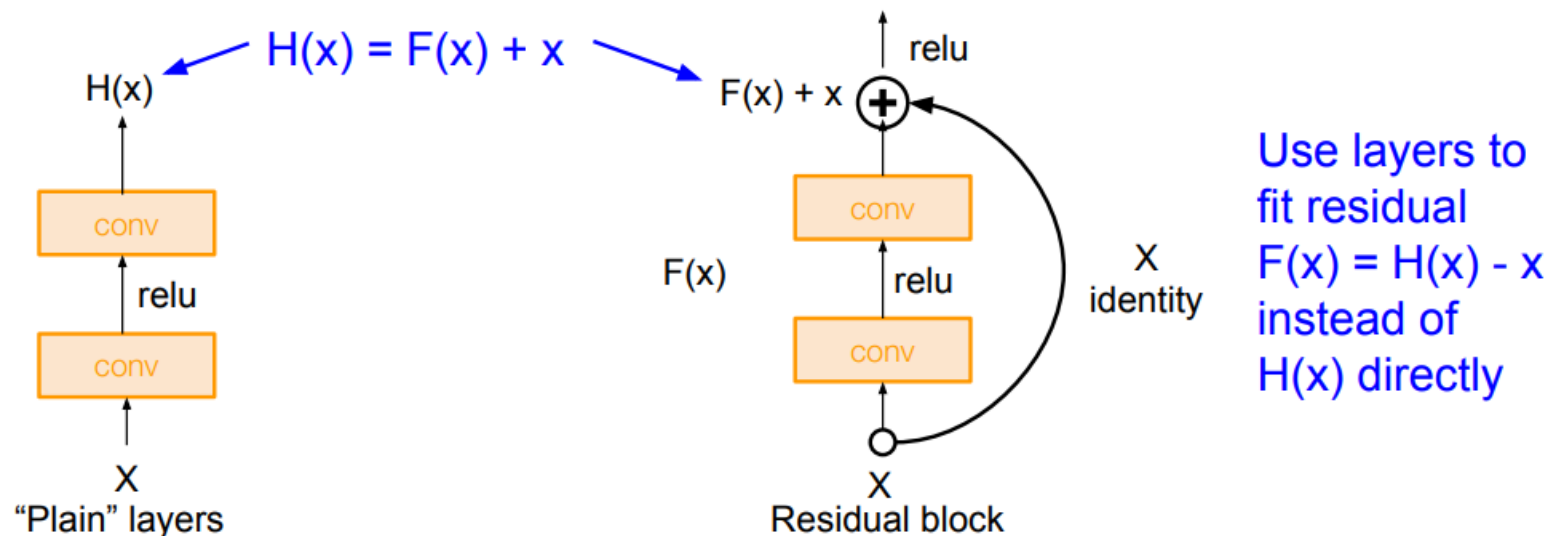 H(x) = F(x) + x
H(x)
conv
relu
conv
X
"Plain" layers
relu
F(x) + x
+
conv
F(x)
relu
conv
X
identity
X
Residual block
Use layers to
fit residual
F(x) = H(x) - x
instead of
H(x) directly